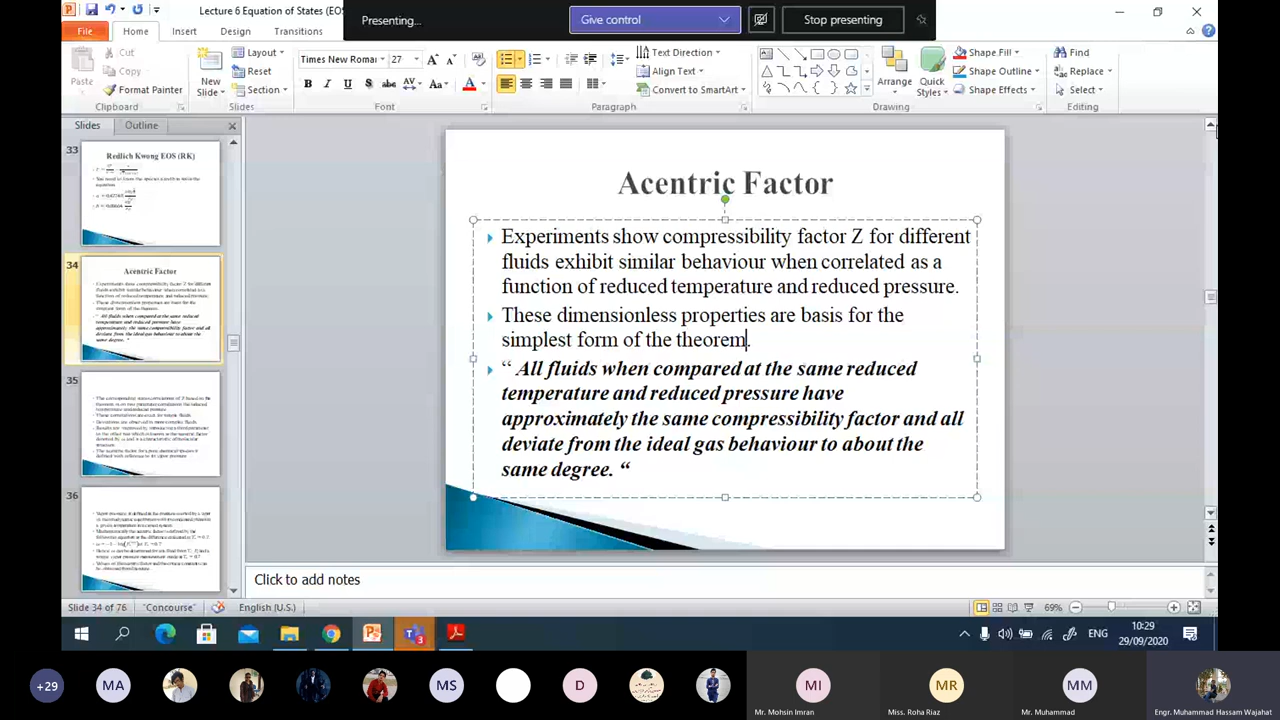 Lecture 6 Equation of States (EOS
Presenting...
Give control
Stop presenting
File
Home
Insert
Design
Transitions
Cut
Copy
Format Painter
Paste
Clipboard
New
Slide
Layout
Reset
Section
Slides
Times New Romar
27
Font
Text Direction
Align Text
Convert to SmartArt
Paragraph
Arrange
Quick
Styles
Shape Fill
Shape Outline
Shape Effects
Drawing
Find
Replace
Select
Editing
Slides
Outline
33
Redlich Kwong EOS (RK)
34
Acentric Factor
35
36
Acentric Factor
Experiments show compressibility factor Z for different
fluids exhibit similar behaviour when correlated as a
function of reduced temperature and reduced pressure.
These dimensionless properties are basis for the
simplest form of the theorem.
“ All fluids when compared at the same reduced
temperature and reduced pressure have
approximately the same compressibility factor and all
deviate from the ideal gas behaviour to about the
same degree. “
Click to add notes
Slide 34 of 76
"Concourse"
English (U.S.)
69%
3
ENG
10:29
29/09/2020
+29
MA
MS
D
MI
MR
MM
Mr. Mohsin Imran
Miss. Roha Riaz
Mr. Muhammad
Engr. Muhammad Hassam Wajahat